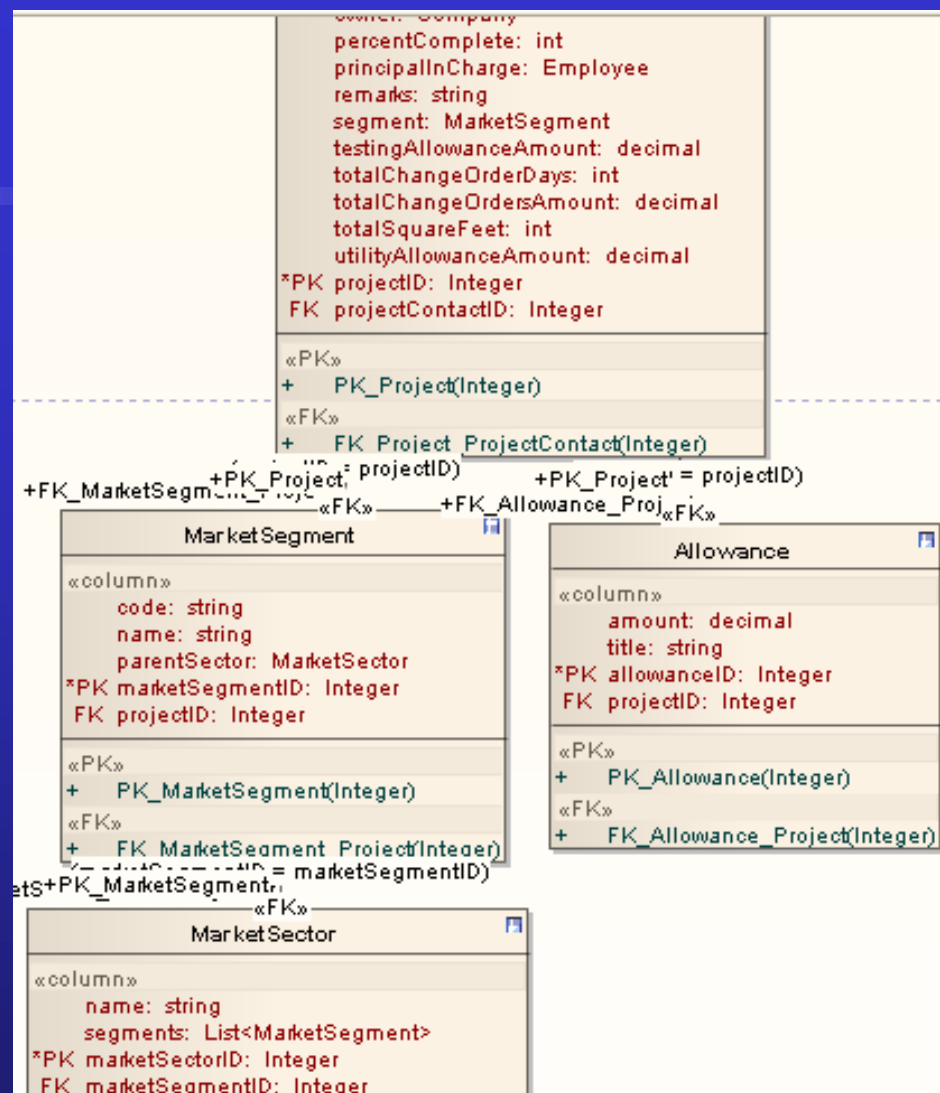 owner: Company
percentComplete: int
principalInCharge: Employee
remarks: string
segment: MarketSegment
testingAllowanceAmount: decimal
totalChangeOrderDays: int
totalChangeOrdersAmount: decimal
totalSquareFeet: int
utilityAllowanceAmount: decimal
*PK projectID: Integer
FK projectContactID: Integer
«PK»
+ PK_Project(Integer)
«FK»
+ FK_Project_ProjectContact(Integer)
+PK_Project
= projectID)
+FK_MarketSegment_Proje
«FK»
+PK_Project
= projectID)
+FK_Allowance_Proj
«FK»
MarketSegment
«column»
code: string
name: string
parentSector: MarketSector
*PK marketSegmentID: Integer
FK projectID: Integer
«PK»
+ PK_MarketSegment(Integer)
«FK»
+ FK_MarketSegment_Project(Integer)
Allowance
«column»
amount: decimal
title: string
*PK allowanceID: Integer
FK projectID: Integer
«PK»
+ PK_Allowance(Integer)
«FK»
+ FK_Allowance_Project(Integer)
(marketSegmentID = marketSegmentID)
+PK_MarketSegment
«FK»
MarketSector
«column»
name: string
segments: List<MarketSegment>
*PK marketSectorID: Integer
FK marketSegmentID: Integer